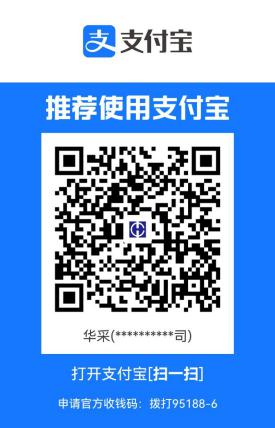 支付宝
推荐使用支付宝
华采(**********司)
打开支付宝[扫一扫]
申请官方收钱码：拨打95188-6